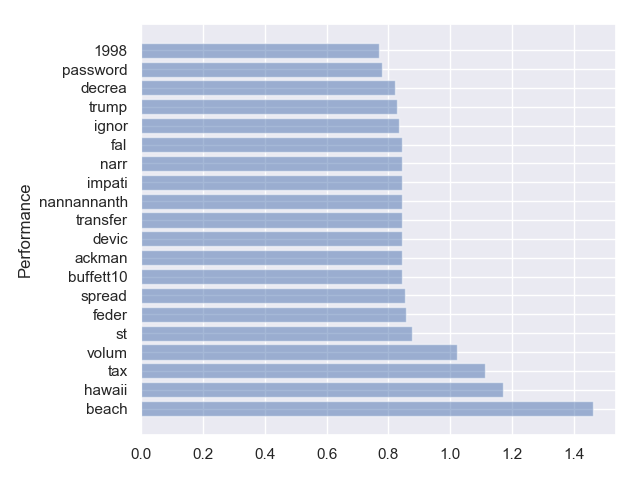 1998
password
decrea
trump
ignor
fal
narr
impati
nannannanth
transfer
devic
ackman
buffett10
spread
feder
st
volum
tax
hawaii
beach
Performance
0.0 0.2 0.4 0.6 0.8 1.0 1.2 1.4